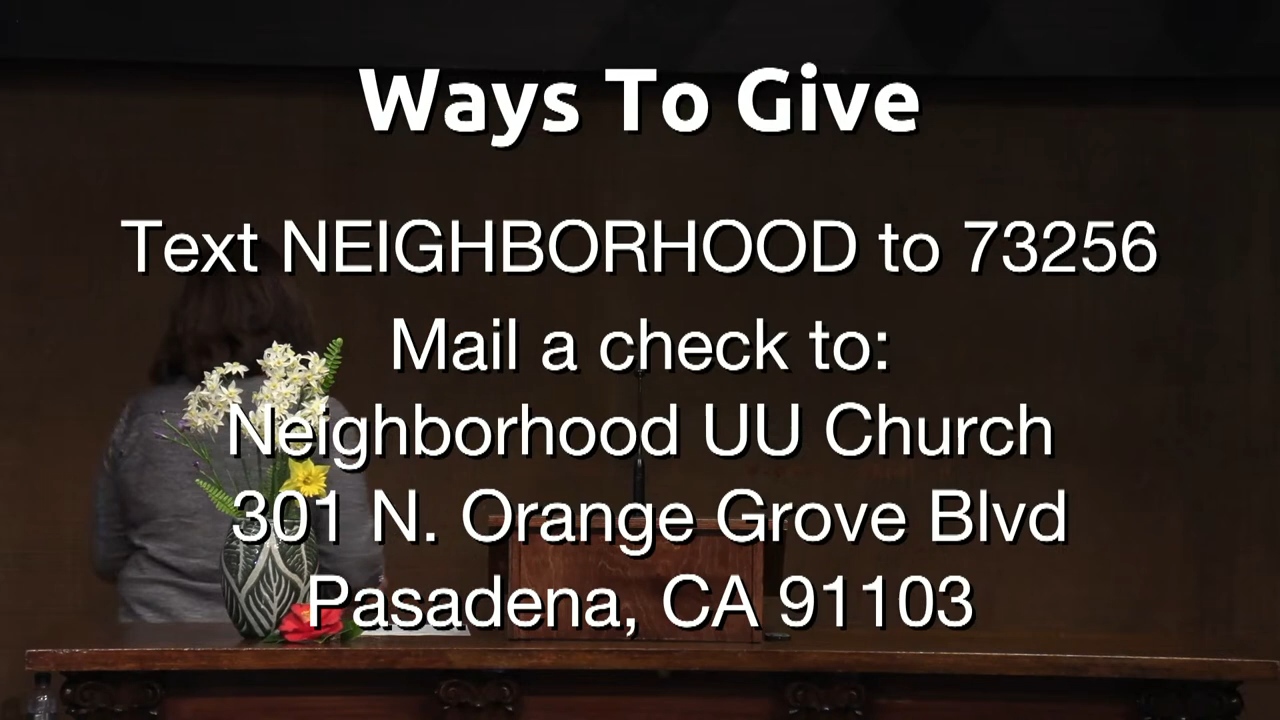 Ways To Give
Text NEIGHBORHOOD to 73256
Mail a check to:
Neighborhood UU Church
301 N. Orange Grove Blvd
Pasadena, CA 91103